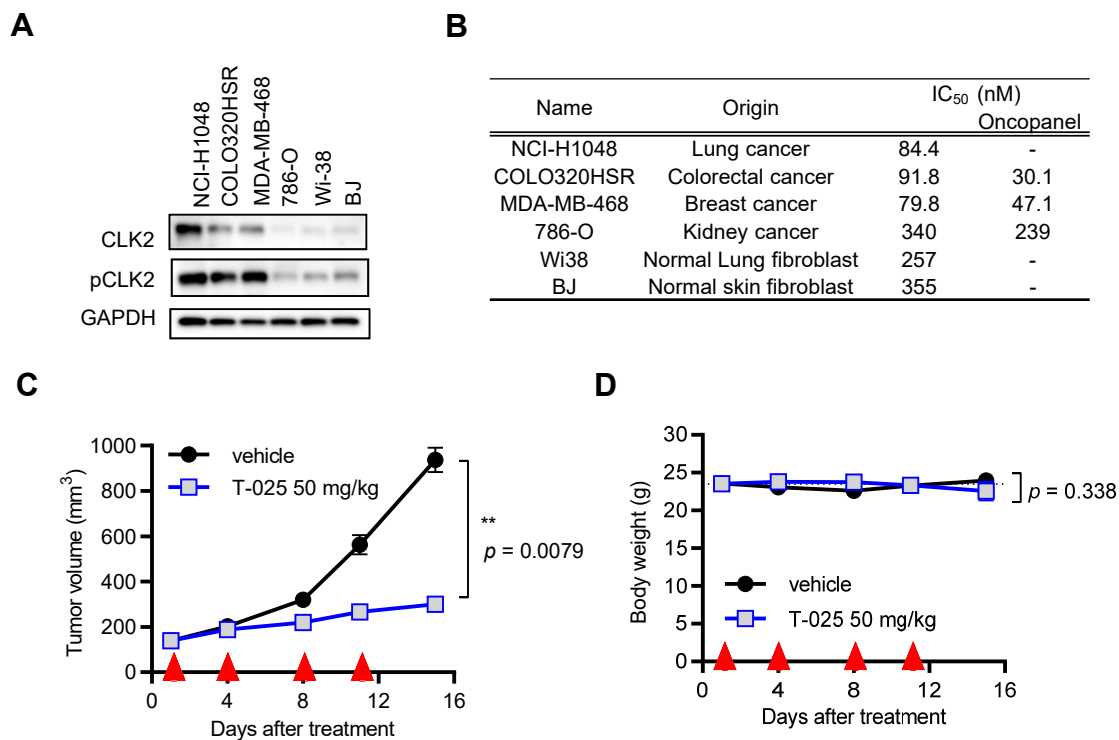 A
NCI-H1048
COLO320HSR
MDA-MB-468
786-O
Wi-38
BJ
CLK2
pCLK2
GAPDH
B
Name Origin IC50 (nM)
Oncopanel
NCI-H1048 Lung cancer 84.4 -
COLO320HSR Colorectal cancer 91.8 30.1
MDA-MB-468 Breast cancer 79.8 47.1
786-O Kidney cancer 340 239
Wi38 Normal Lung fibroblast 257 -
BJ Normal skin fibroblast 355 -
C
Tumor volume (mm3)
1000
800
600
400
200
0
vehicle
T-025 50 mg/kg
**
p = 0.0079
0 4 8 12 16
Days after treatment
D
Body weight (g)
30
25
20
15
10
5
0
p = 0.338
vehicle
T-025 50 mg/kg
0 4 8 12 16
Days after treatment